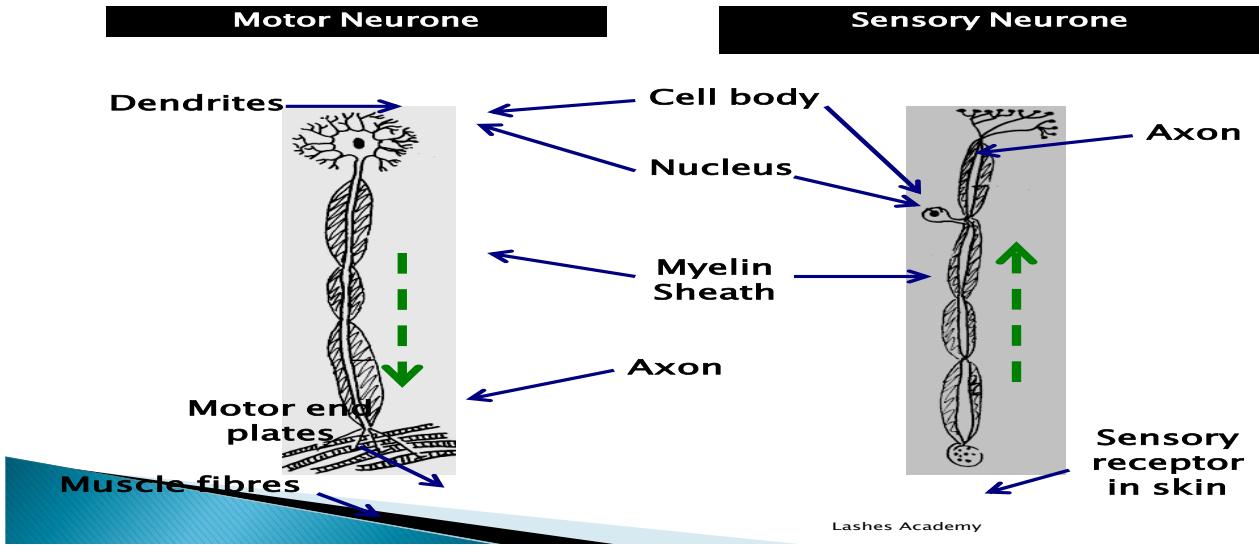 Motor Neurone
Sensory Neurone
Dendrites
Cell body
Axon
Nucleus
Myelin
Sheath
Axon
Motor end
plates
Sensory
receptor
in skin
Muscle fibres
Lashes Academy